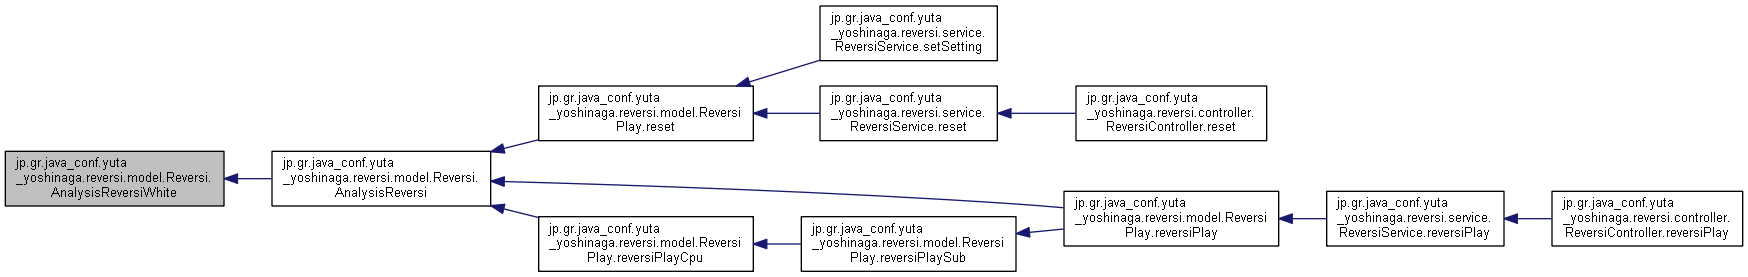 jp.gr.java_conf.yuta
_yoshinaga.reversi.service.
ReversiService.setSetting
jp.gr.java_conf.yuta
_yoshinaga.reversi.model.Reversi
Play.reset
jp.gr.java_conf.yuta
_yoshinaga.reversi.service.
ReversiService.reset
jp.gr.java_conf.yuta
_yoshinaga.reversi.controller.
ReversiController.reset
jp.gr.java_conf.yuta
_yoshinaga.reversi.model.Reversi.
AnalysisReversiWhite
jp.gr.java_conf.yuta
_yoshinaga.reversi.model.Reversi.
AnalysisReversi
jp.gr.java_conf.yuta
_yoshinaga.reversi.model.Reversi
Play.reversiPlay
jp.gr.java_conf.yuta
_yoshinaga.reversi.service.
ReversiService.reversiPlay
jp.gr.java_conf.yuta
_yoshinaga.reversi.controller.
ReversiController.reversiPlay
jp.gr.java_conf.yuta
_yoshinaga.reversi.model.Reversi
Play.reversiPlayCpu
jp.gr.java_conf.yuta
_yoshinaga.reversi.model.Reversi
Play.reversiPlaySub